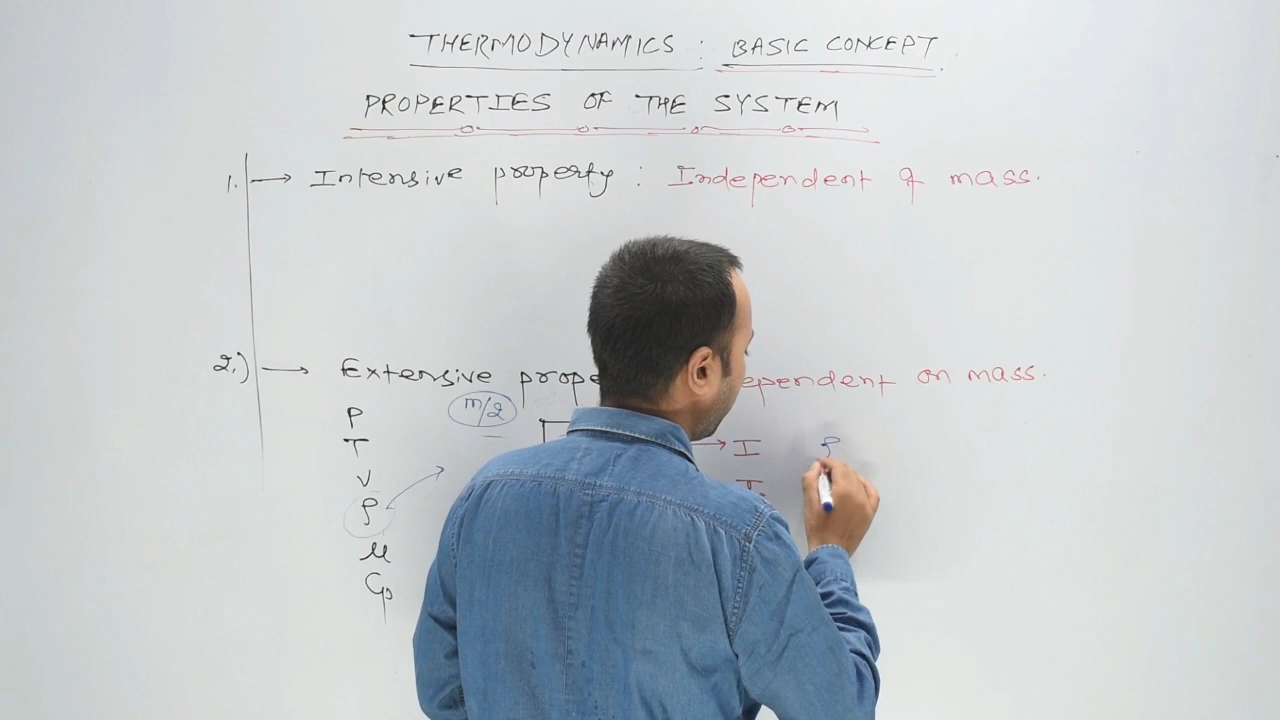 THERMODYNAMICS : BASIC CONCEPT
PROPERTIES OF THE SYSTEM
1. → Intensive property : Independent of mass.
2.) → Extensive ependent on mass.
P m/2
T → I ρ
V
ρ
μ
Cp